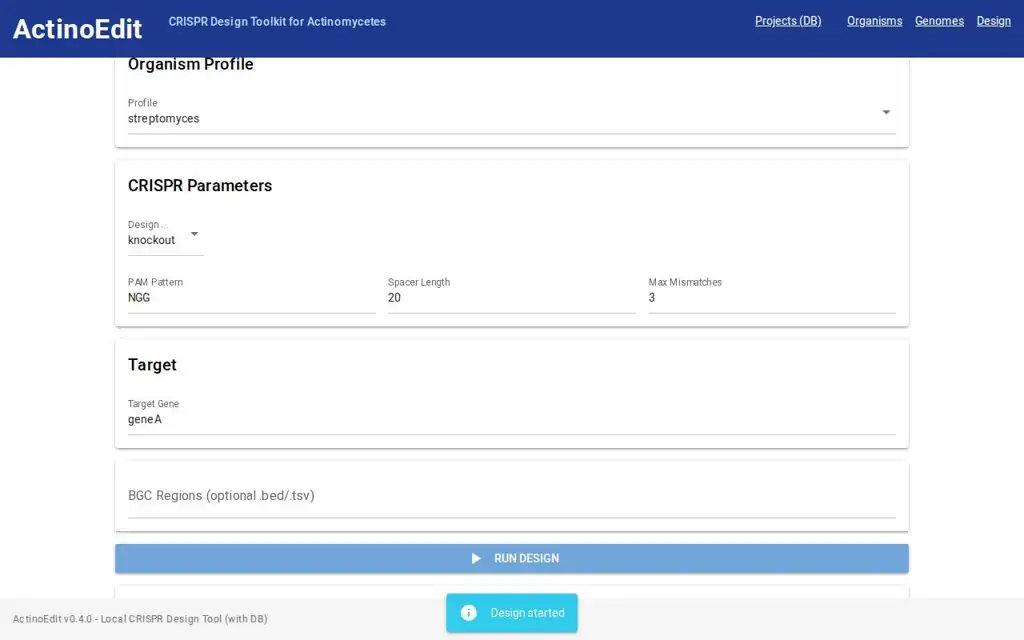 ActinoEdit
CRISPR Design Toolkit for Actinomycetes
Projects (DB)
Organisms
Genomes
Design
Organism Profile
Profile
streptomyces
CRISPR Parameters
Design ...
knockout
PAM Pattern
NGG
Spacer Length
20
Max Mismatches
3
Target
Target Gene
geneA
BGC Regions (optional .bed/.tsv)
RUN DESIGN
Design started
ActinoEdit v0.4.0 - Local CRISPR Design Tool (with DB)